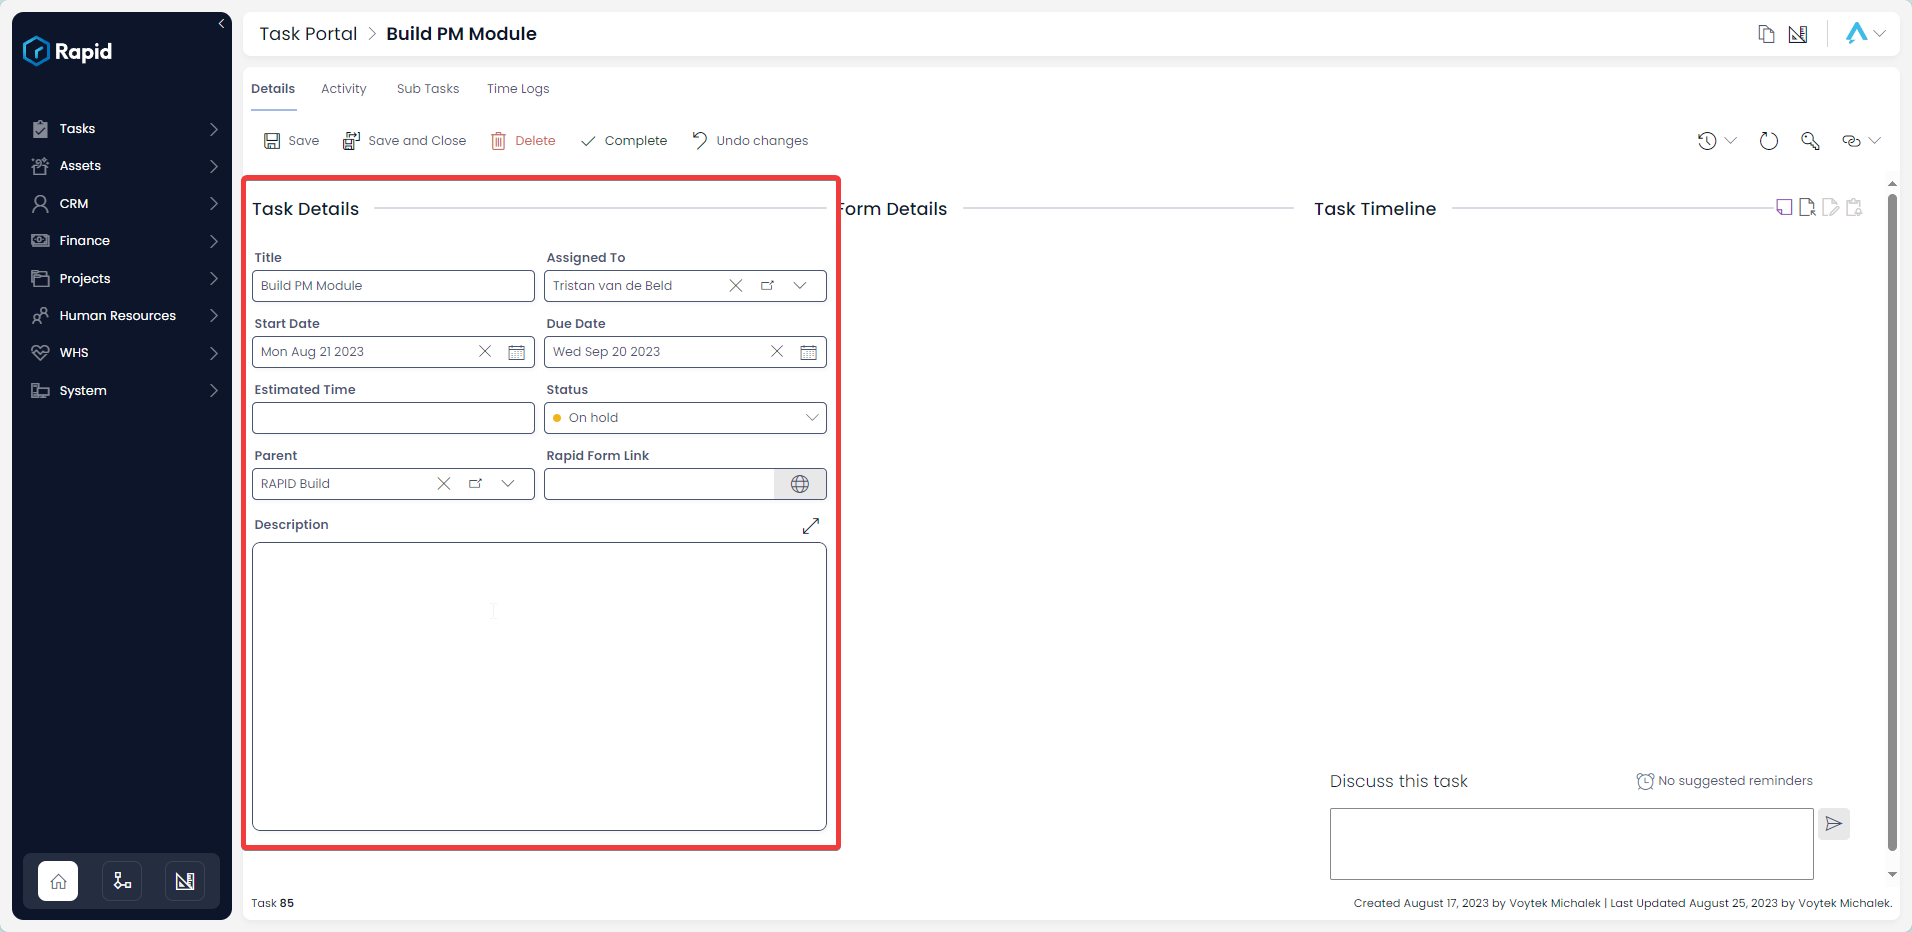 Rapid
Tasks
Assets
CRM
Finance
Projects
Human Resources
WHS
System
Task Portal > Build PM Module
Details Activity Sub Tasks Time Logs
Save Save and Close Delete Complete Undo changes
Task Details
Form Details
Task Timeline
Title
Build PM Module
Assigned To
Tristan van de Beld
Start Date
Mon Aug 21 2023
Due Date
Wed Sep 20 2023
Estimated Time
Status
On hold
Parent
RAPID Build
Rapid Form Link
Description
Discuss this task
No suggested reminders
Task 85
Created August 17, 2023 by Voytek Michalek | Last Updated August 25, 2023 by Voytek Michalek.